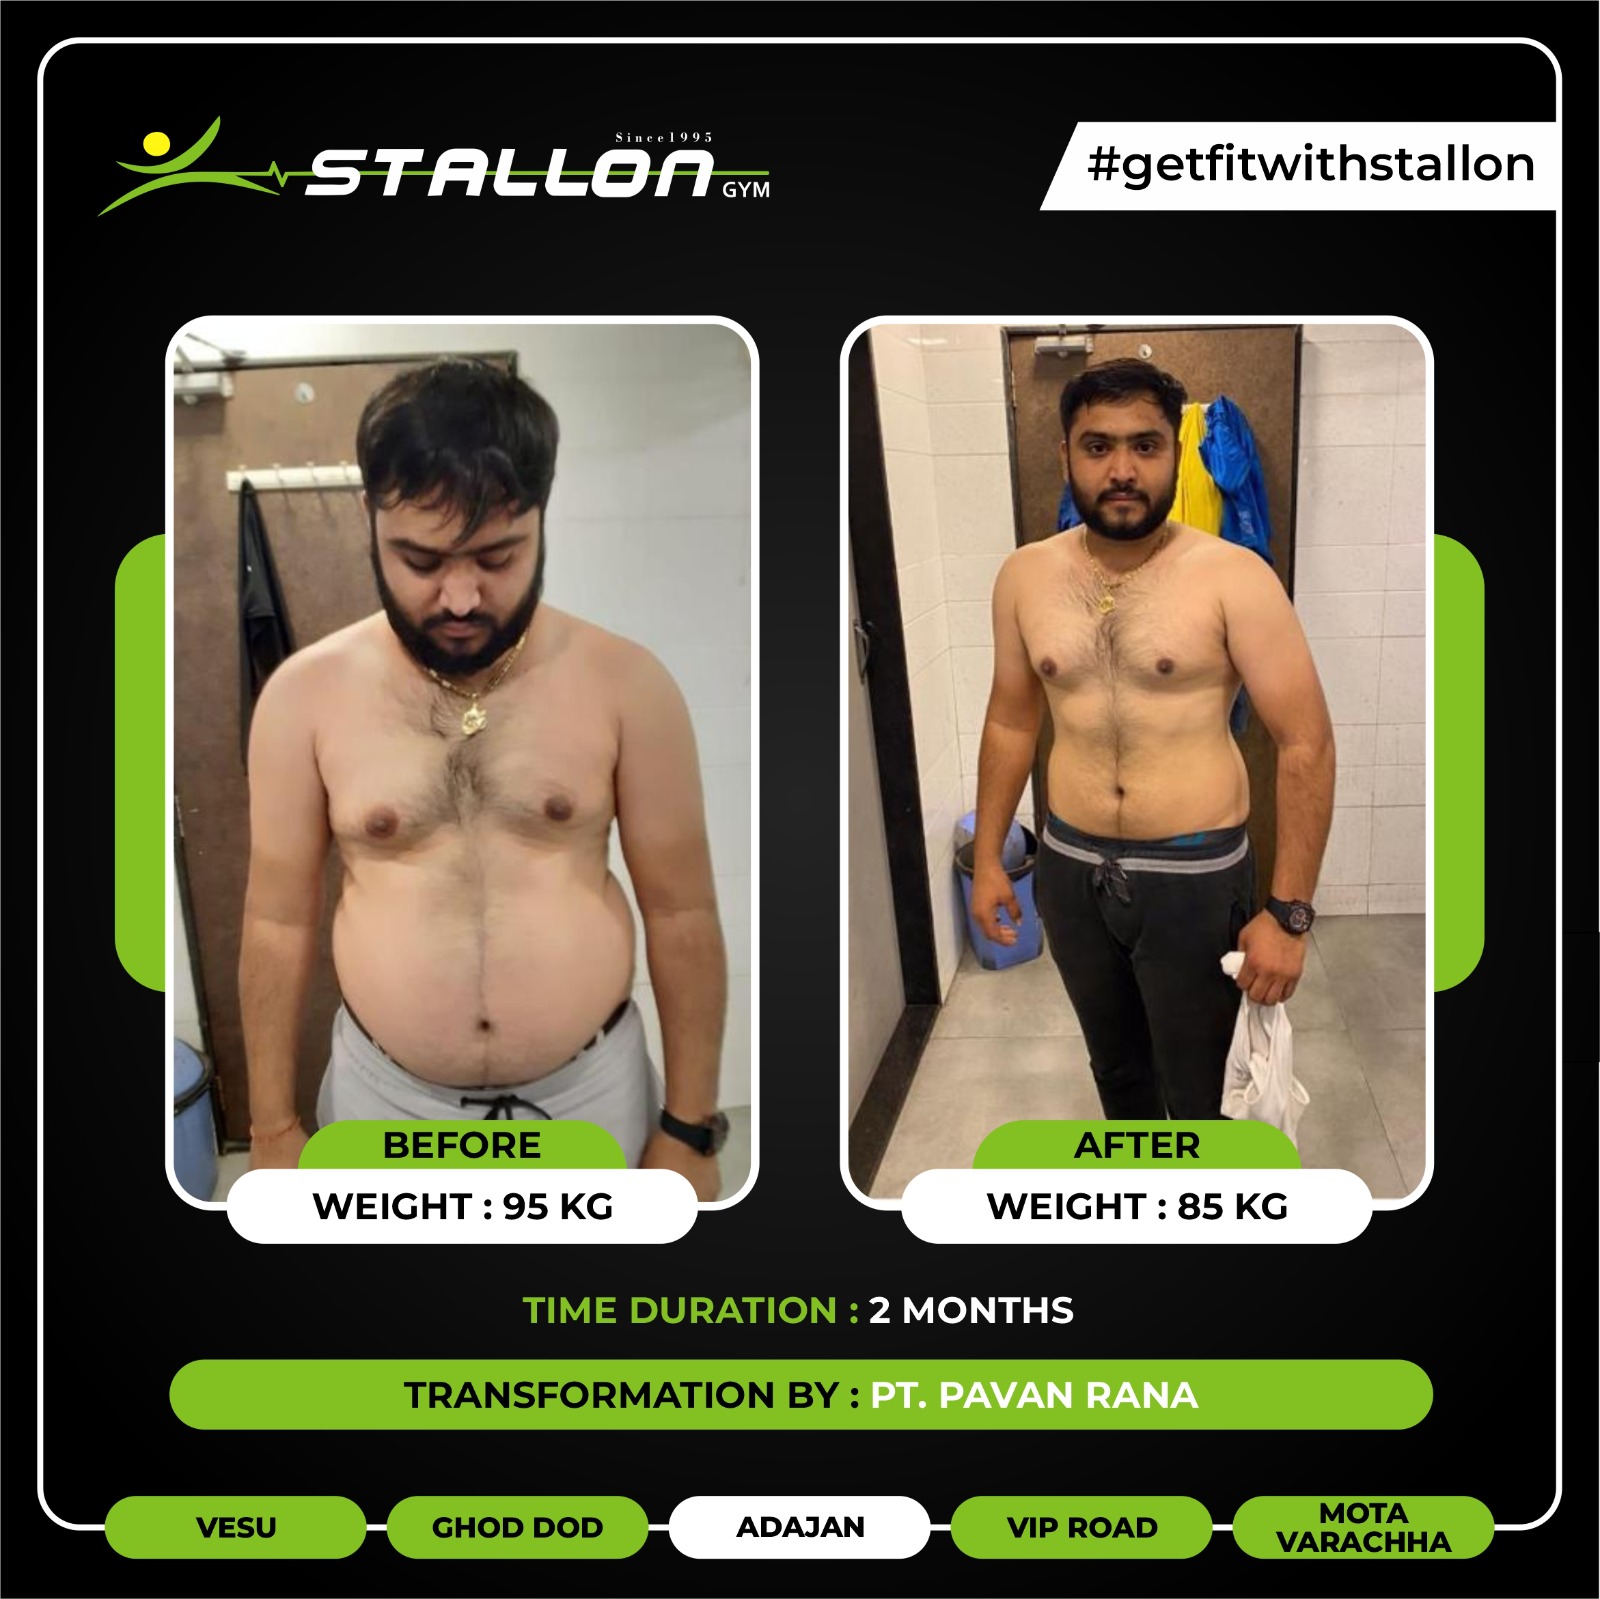 Since1995
STALLON GYM
#getfitwithstallon
BEFORE
WEIGHT : 95 KG
AFTER
WEIGHT : 85 KG
TIME DURATION : 2 MONTHS
TRANSFORMATION BY : PT. PAVAN RANA
VESU
GHOD DOD
ADAJAN
VIP ROAD
MOTA
VARACHHA